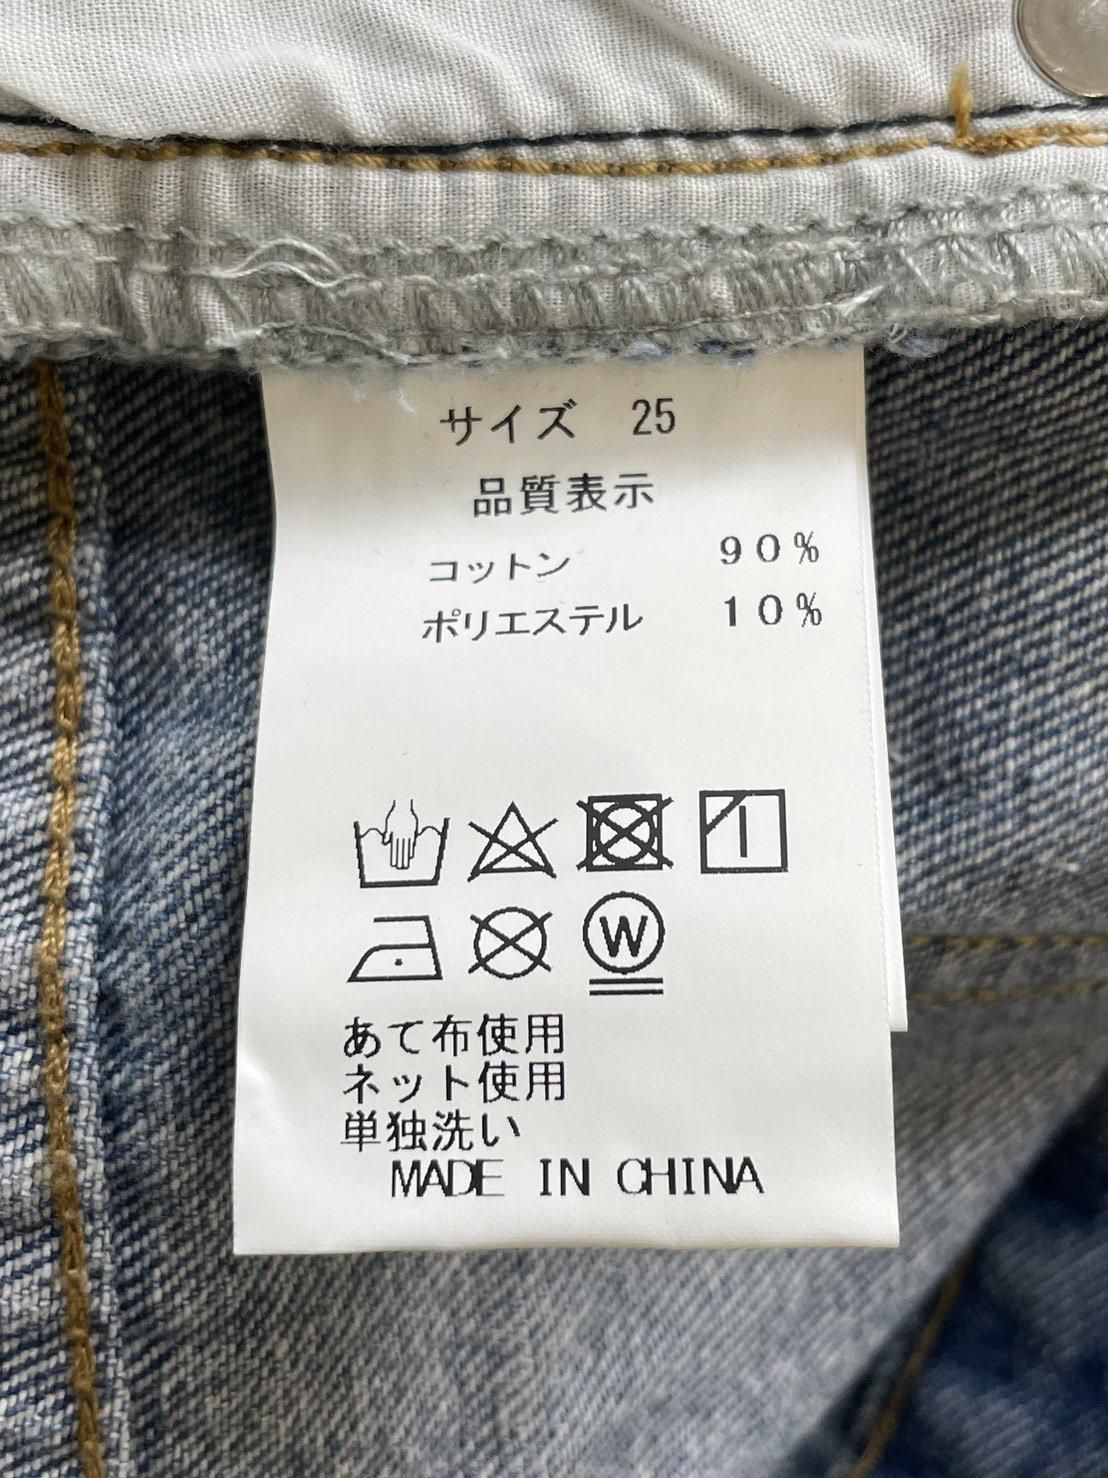 サイズ 25
品質表示
コットン 90%
ポリエステル 10%
W
あて布使用
ネット使用
単独洗い
MADE IN CHINA